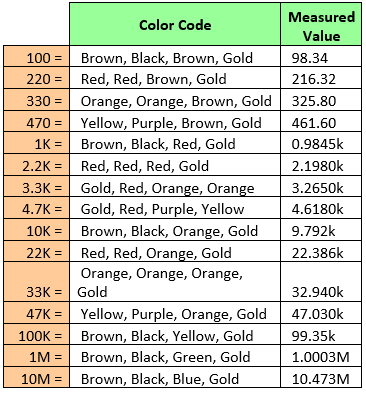 Color Code Measured Value
100 = Brown, Black, Brown, Gold 98.34
220 = Red, Red, Brown, Gold 216.32
330 = Orange, Orange, Brown, Gold 325.80
470 = Yellow, Purple, Brown, Gold 461.60
1K = Brown, Black, Red, Gold 0.9845k
2.2K = Red, Red, Red, Gold 2.1980k
3.3K = Gold, Red, Orange, Orange 3.2650k
4.7K = Gold, Red, Purple, Yellow 4.6180k
10K = Brown, Black, Orange, Gold 9.792k
22K = Red, Red, Orange, Gold 22.386k
33K = Orange, Orange, Orange, Gold 32.940k
47K = Yellow, Purple, Orange, Gold 47.030k
100K = Brown, Black, Yellow, Gold 99.35k
1M = Brown, Black, Green, Gold 1.0003M
10M = Brown, Black, Blue, Gold 10.473M